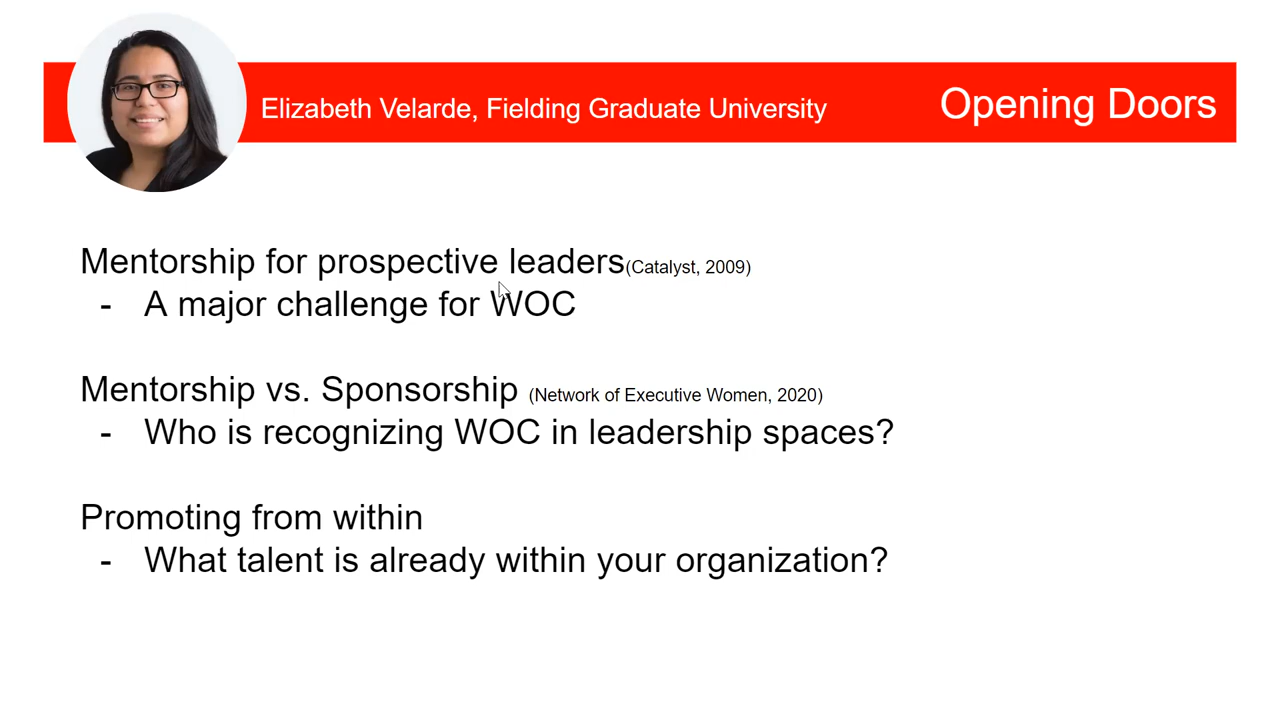 Elizabeth Velarde, Fielding Graduate University
Opening Doors
Mentorship for prospective leaders(Catalyst, 2009)
- A major challenge for WOC
Mentorship vs. Sponsorship (Network of Executive Women, 2020)
- Who is recognizing WOC in leadership spaces?
Promoting from within
- What talent is already within your organization?